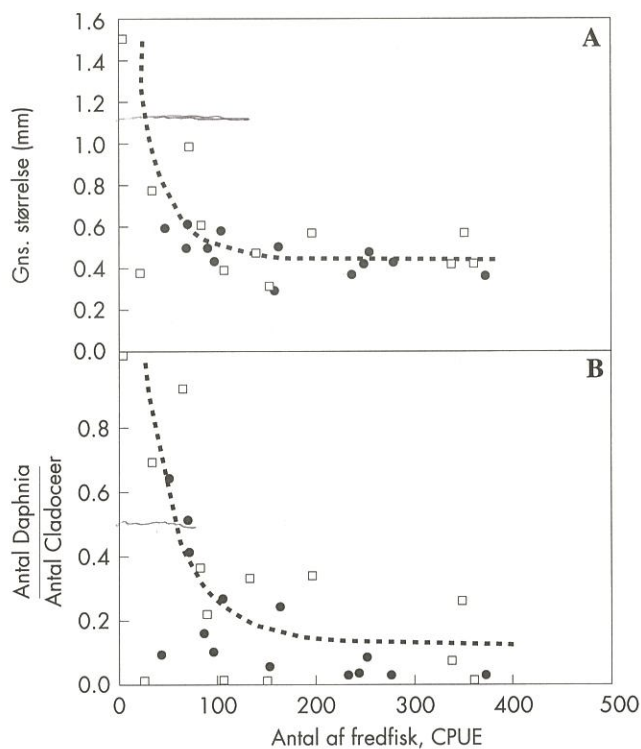 A
1.6
1.4
1.2
1.0
0.8
0.6
0.4
0.2
0.0
Gns. størrelse (mm)
B
0.8
0.6
0.4
0.2
0.0
Antal Daphnia
Antal Cladoceer
0 100 200 300 400 500
Antal af fredfisk, CPUE